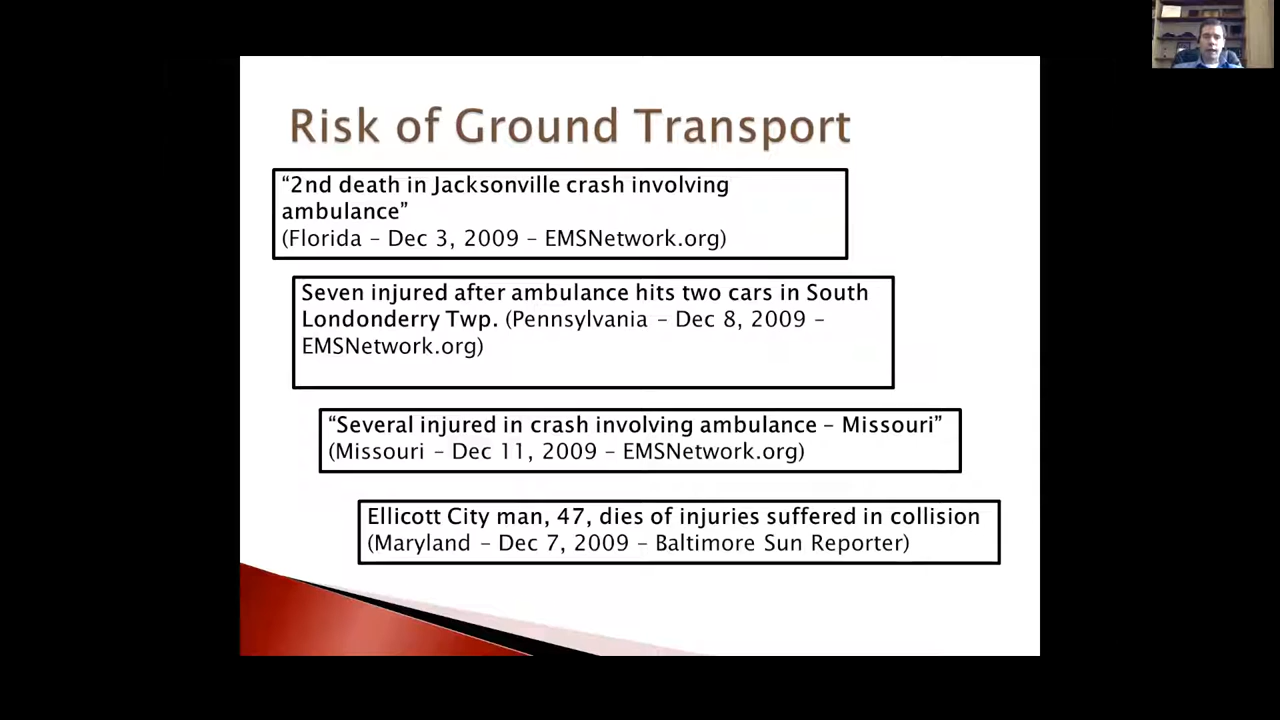 Risk of Ground Transport
“2nd death in Jacksonville crash involving
ambulance”
(Florida – Dec 3, 2009 – EMSNetwork.org)
Seven injured after ambulance hits two cars in South
Londonderry Twp. (Pennsylvania – Dec 8, 2009 –
EMSNetwork.org)
“Several injured in crash involving ambulance – Missouri”
(Missouri – Dec 11, 2009 – EMSNetwork.org)
Ellicott City man, 47, dies of injuries suffered in collision
(Maryland – Dec 7, 2009 – Baltimore Sun Reporter)